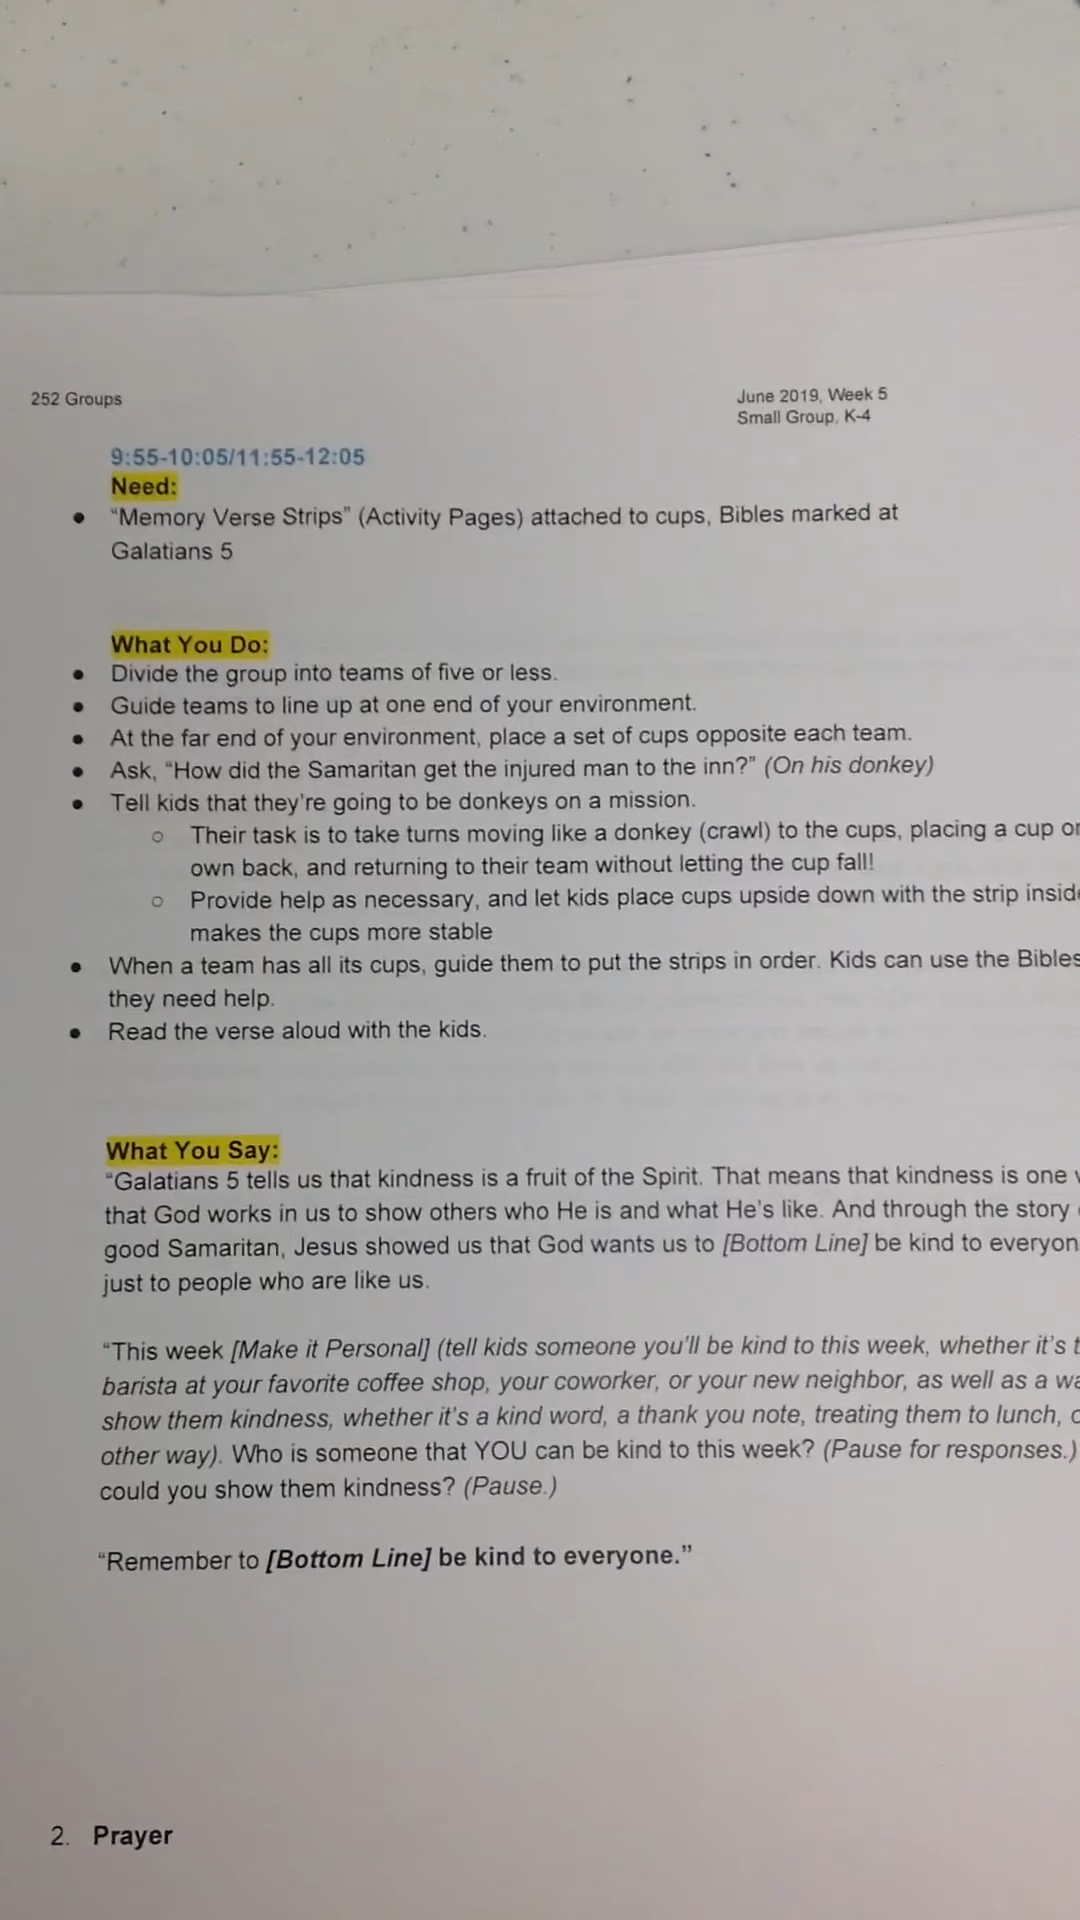 252 Groups
June 2019, Week 5
Small Group, K-4
9:55-10:05/11:55-12:05
Need:
● "Memory Verse Strips" (Activity Pages) attached to cups, Bibles marked at
Galatians 5
What You Do:
● Divide the group into teams of five or less.
● Guide teams to line up at one end of your environment.
● At the far end of your environment, place a set of cups opposite each team.
● Ask, "How did the Samaritan get the injured man to the inn?" (On his donkey)
● Tell kids that they're going to be donkeys on a mission.
○ Their task is to take turns moving like a donkey (crawl) to the cups, placing a cup
own back, and returning to their team without letting the cup fall!
○ Provide help as necessary, and let kids place cups upside down with the strip
makes the cups more stable
● When a team has all its cups, guide them to put the strips in order. Kids can use the Bibles
they need help.
● Read the verse aloud with the kids.
What You Say:
"Galatians 5 tells us that kindness is a fruit of the Spirit. That means that kindness is one
that God works in us to show others who He is and what He's like. And through the story
good Samaritan, Jesus showed us that God wants us to [Bottom Line] be kind to
just to people who are like us.
"This week [Make it Personal] (tell kids someone you'll be kind to this week, whether it's
barista at your favorite coffee shop, your coworker, or your new neighbor, as well as a
show them kindness, whether it's a kind word, a thank you note, treating them to lunch,
other way). Who is someone that YOU can be kind to this week? (Pause for responses.)
could you show them kindness? (Pause.)
"Remember to [Bottom Line] be kind to everyone."
2. Prayer